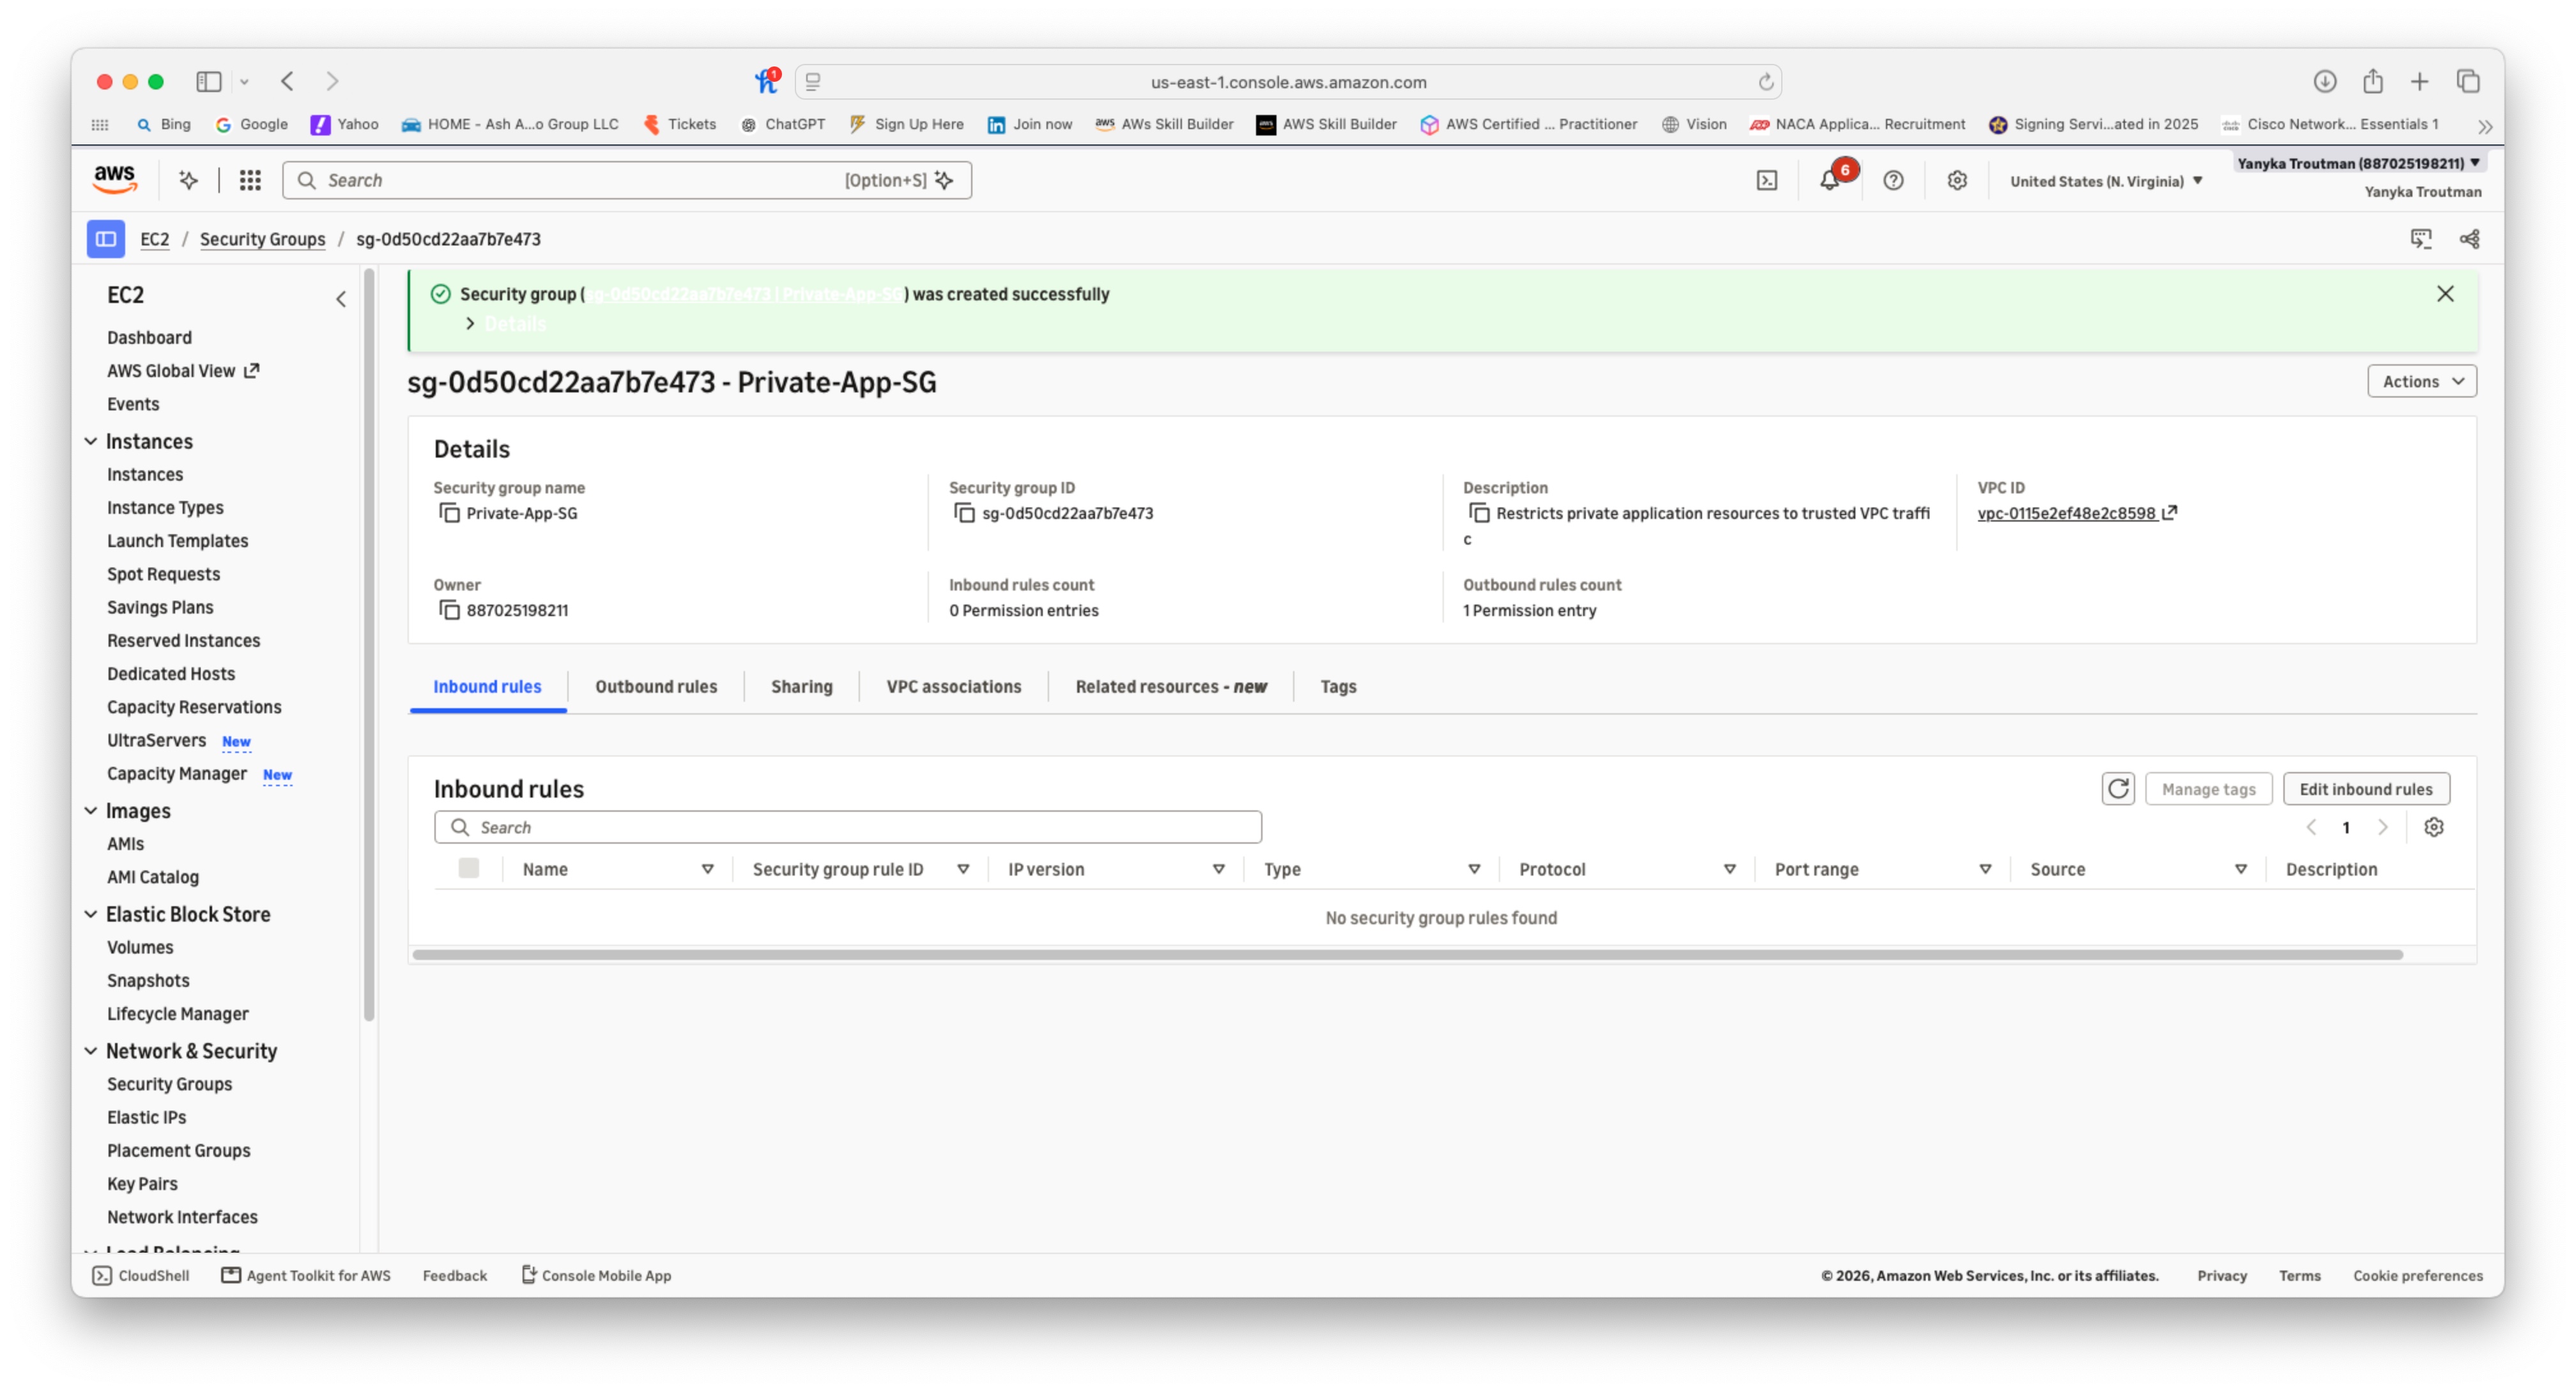 1
us-east-1.console.aws.amazon.com
Bing Google Yahoo HOME - Ash A...o Group LLC Tickets ChatGPT Sign Up Here Join now aws AWs Skill Builder AWS Skill Builder AWS Certified ... Practitioner Vision NACA Applica... Recruitment Signing Servi...ated in 2025 Cisco Network... Essentials 1
aws Search [Option+S] 6 United States (N. Virginia) Yanyka Troutman (887025198211)
Yanyka Troutman
EC2 / Security Groups / sg-0d50cd22aa7b7e473
EC2
Dashboard
AWS Global View
Events
Instances
Instances
Instance Types
Launch Templates
Spot Requests
Savings Plans
Reserved Instances
Dedicated Hosts
Capacity Reservations
UltraServers New
Capacity Manager New
Images
AMIs
AMI Catalog
Elastic Block Store
Volumes
Snapshots
Lifecycle Manager
Network & Security
Security Groups
Elastic IPs
Placement Groups
Key Pairs
Network Interfaces
Load Balancing
Security group (sg-0d50cd22aa7b7e473 | Private-App-SG) was created successfully
Details
sg-0d50cd22aa7b7e473 - Private-App-SG
Actions
Details
Security group name
Private-App-SG
Security group ID
sg-0d50cd22aa7b7e473
Description
Restricts private application resources to trusted VPC traffi
c
VPC ID
vpc-0115e2ef48e2c8598
Owner
887025198211
Inbound rules count
0 Permission entries
Outbound rules count
1 Permission entry
Inbound rules Outbound rules Sharing VPC associations Related resources - new Tags
Inbound rules
Manage tags Edit inbound rules
Search
1
Name Security group rule ID IP version Type Protocol Port range Source Description
No security group rules found
CloudShell Agent Toolkit for AWS Feedback Console Mobile App © 2026, Amazon Web Services, Inc. or its affiliates. Privacy Terms Cookie preferences